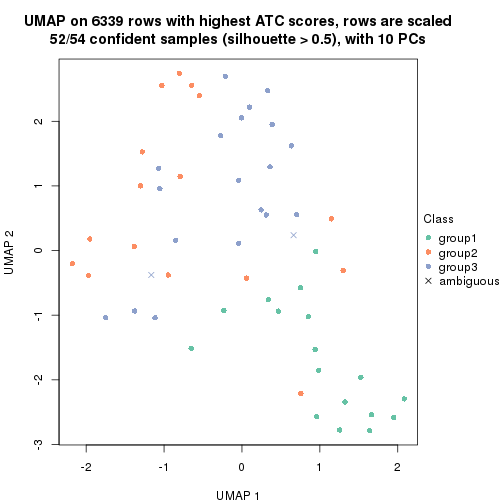 UMAP on 6339 rows with highest ATC scores, rows are scaled
52/54 confident samples (silhouette > 0.5), with 10 PCs
2
1
0
-1
-2
-3
UMAP 2
-2
-1
0
1
2
UMAP 1
Class
group1
group2
group3
ambiguous